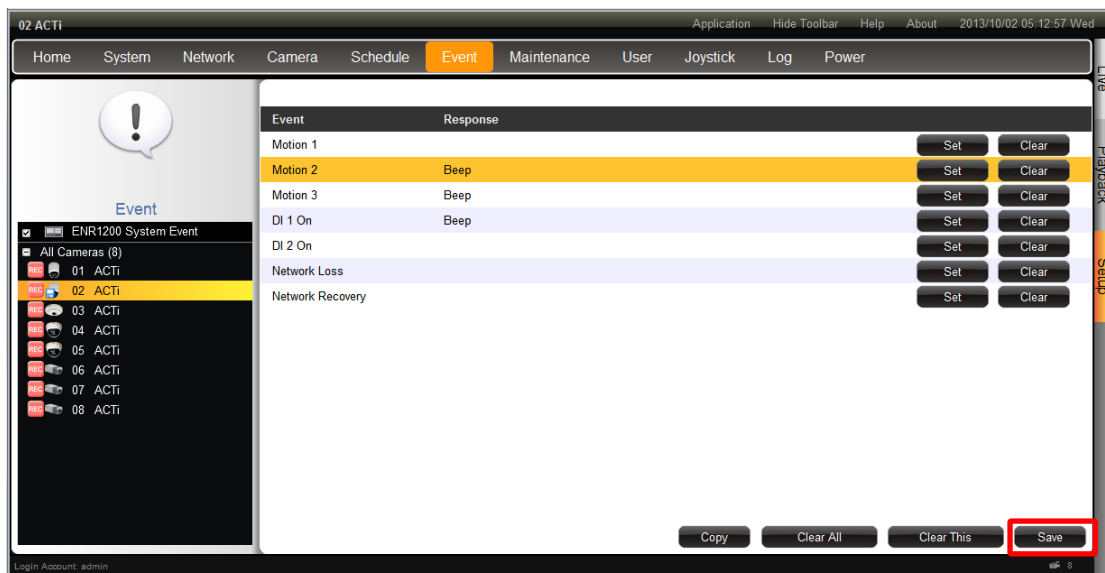 02 ACTi
Application Hide Toolbar Help About 2013/10/02 05:12:57 Wed
Home System Network Camera Schedule Event Maintenance User Joystick Log Power
Live
Playback
Setup
Event
ENR1200 System Event
All Cameras (8)
REC 01 ACTi
REC 02 ACTi
REC 03 ACTi
REC 04 ACTi
REC 05 ACTi
REC 06 ACTi
REC 07 ACTi
REC 08 ACTi
Event Response
Motion 1 Set Clear
Motion 2 Beep Set Clear
Motion 3 Beep Set Clear
DI 1 On Beep Set Clear
DI 2 On Set Clear
Network Loss Set Clear
Network Recovery Set Clear
Copy Clear All Clear This Save
Login Account: admin 8